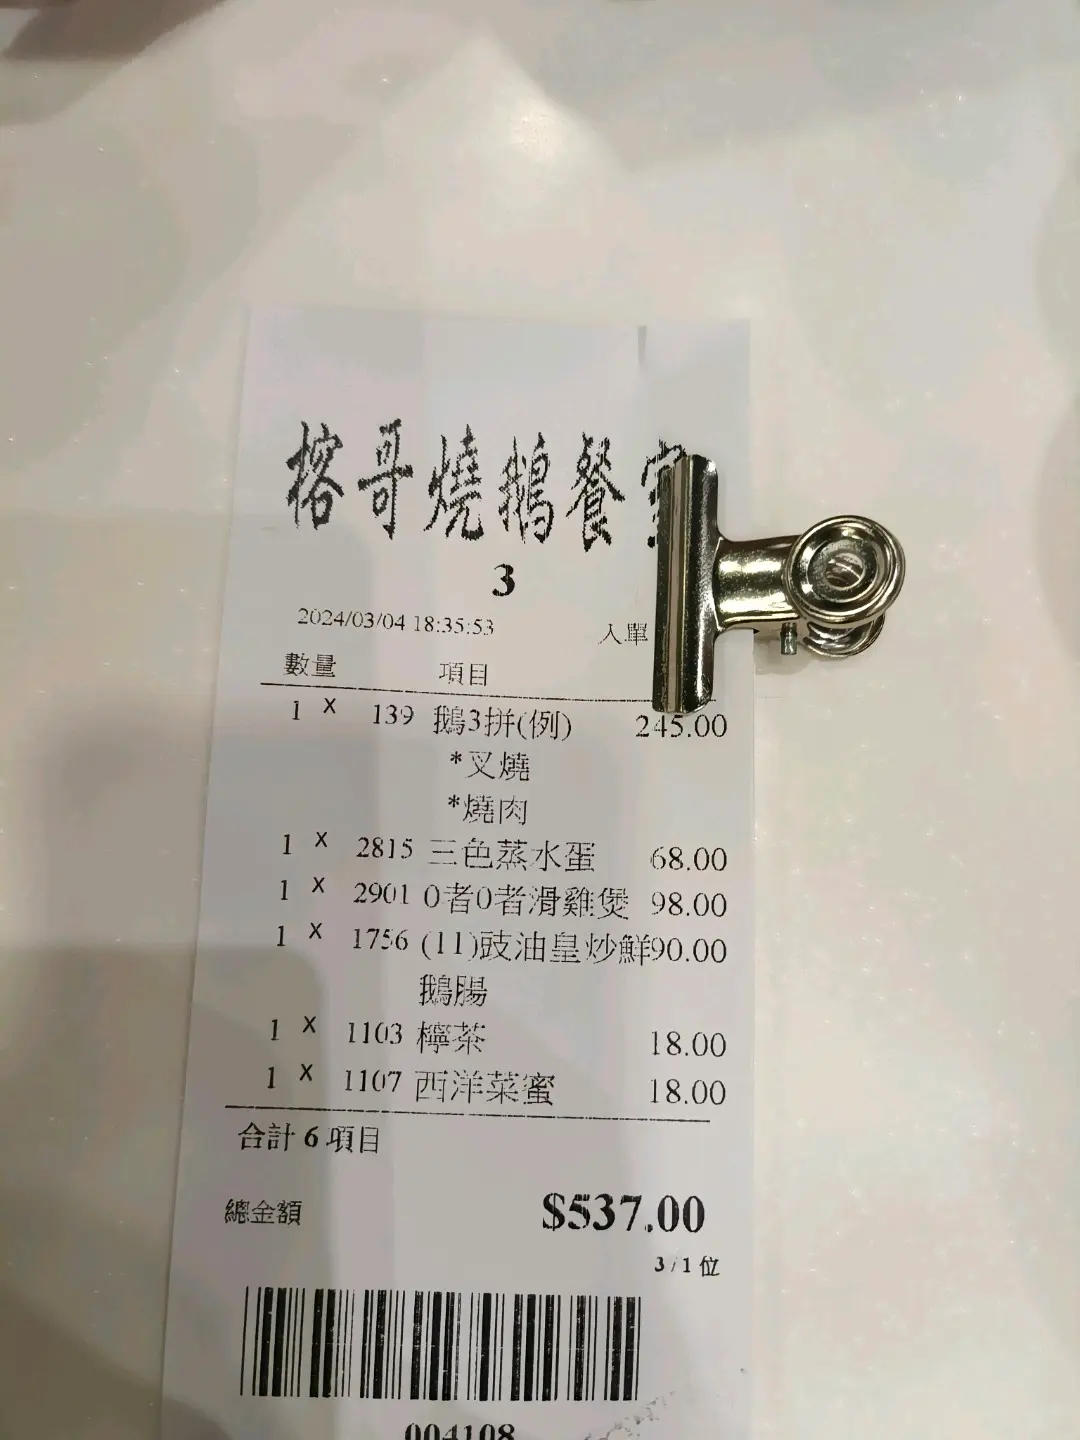 榕哥燒鵝餐室
3
2024/03/04 18:35:53 入單
數量 項目
1 x 139 鵝3拼(例) 245.00
*叉燒
*燒肉
1 x 2815 三色蒸水蛋 68.00
1 x 2901 0者0者滑雞煲 98.00
1 x 1756 (11)豉油皇炒鮮 90.00
鵝腸
1 x 1103 檸茶 18.00
1 x 1107 西洋菜蜜 18.00
合計 6 項目
總金額 $537.00
3/1 位
004108